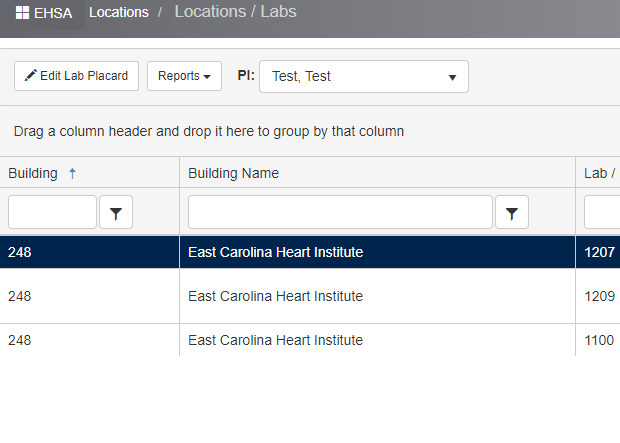 EHSA Locations / Locations / Labs
Edit Lab Placard Reports PI: Test, Test
Drag a column header and drop it here to group by that column
Building Building Name Lab /
248 East Carolina Heart Institute 1207
248 East Carolina Heart Institute 1209
248 East Carolina Heart Institute 1100